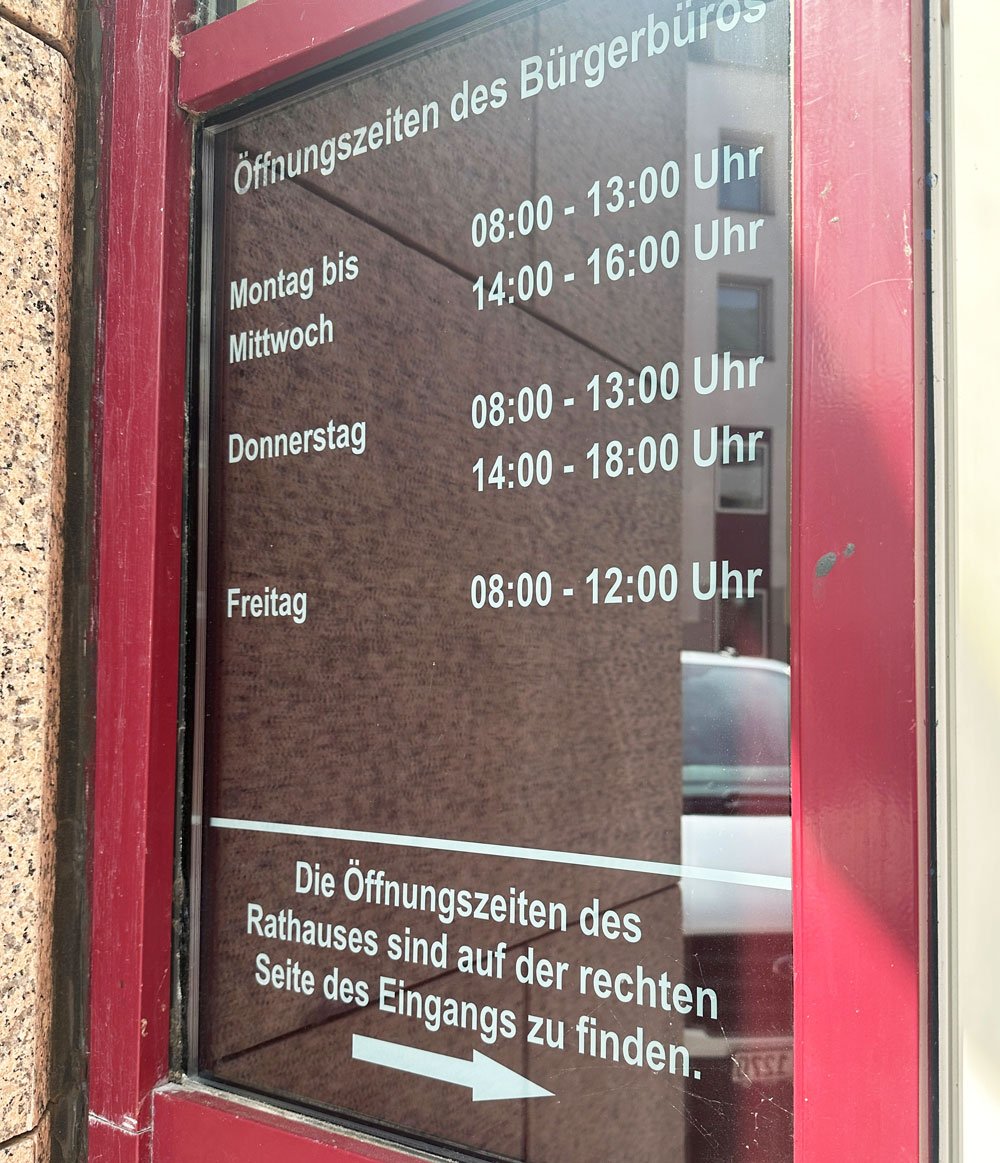 Öffnungszeiten des Bürgerbüros
08:00 - 13:00 Uhr
Montag bis
14:00 - 16:00 Uhr
Mittwoch
08:00 - 13:00 Uhr
Donnerstag
14:00 - 18:00 Uhr
Freitag 08:00 - 12:00 Uhr
Die Öffnungszeiten des
Rathauses sind auf der rechten
Seite des Eingangs zu finden.